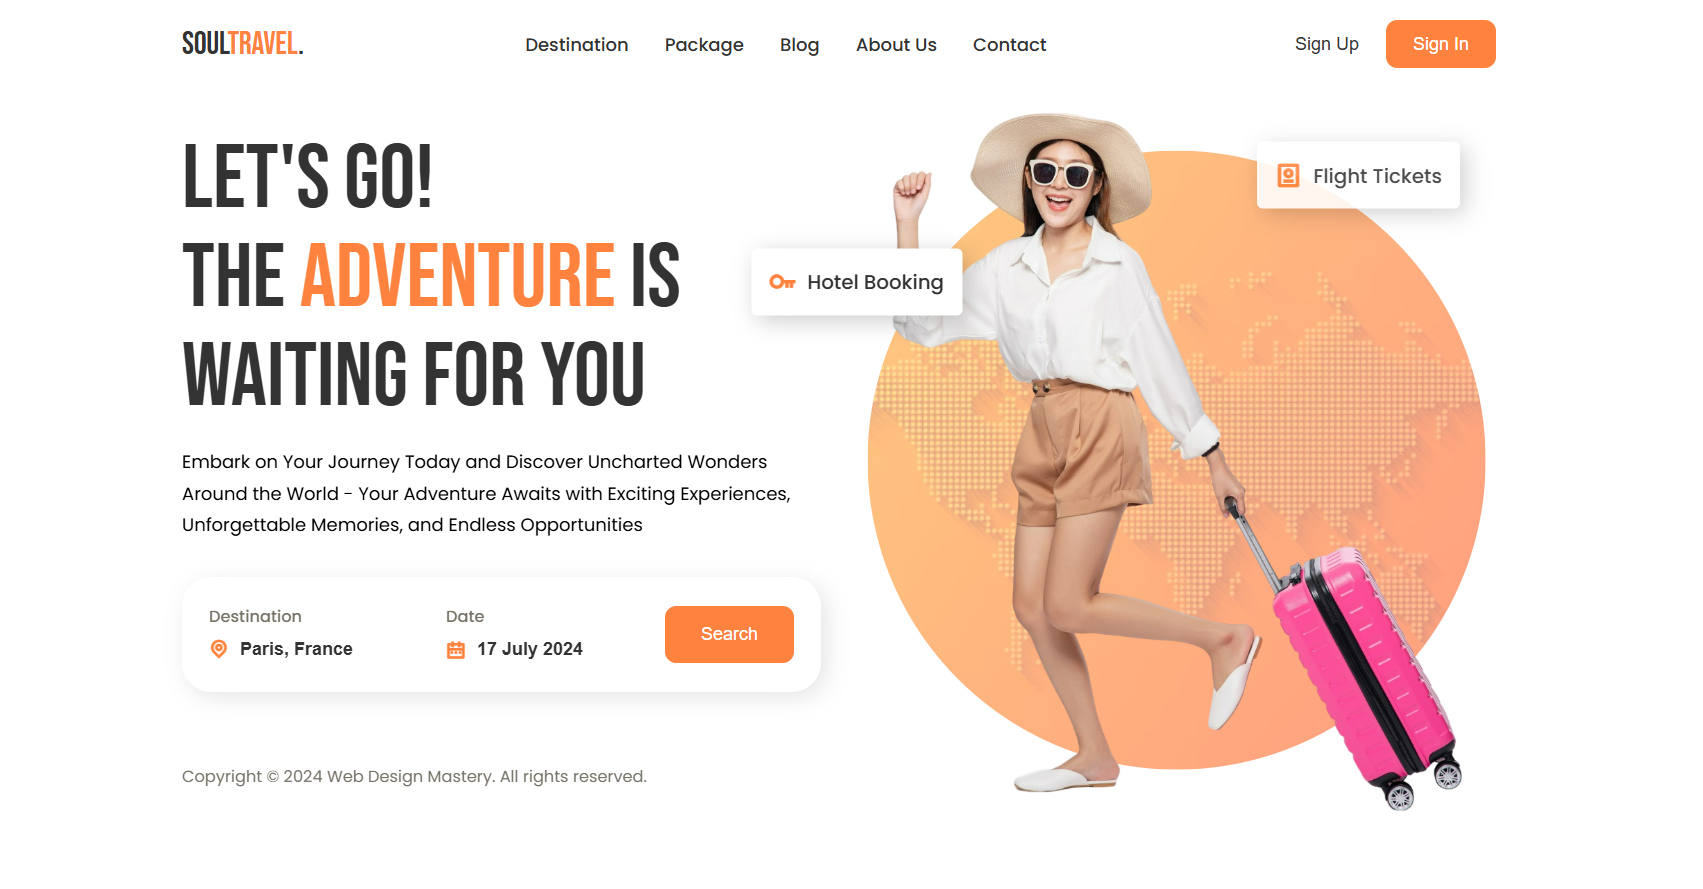 SOULTRAVEL.
Destination Package Blog About Us Contact
Sign Up
Sign In
LET'S GO!
THE ADVENTURE IS
WAITING FOR YOU
Flight Tickets
Hotel Booking
Embark on Your Journey Today and Discover Uncharted Wonders
Around the World - Your Adventure Awaits with Exciting Experiences,
Unforgettable Memories, and Endless Opportunities
Destination
Paris, France
Date
17 July 2024
Search
Copyright © 2024 Web Design Mastery. All rights reserved.